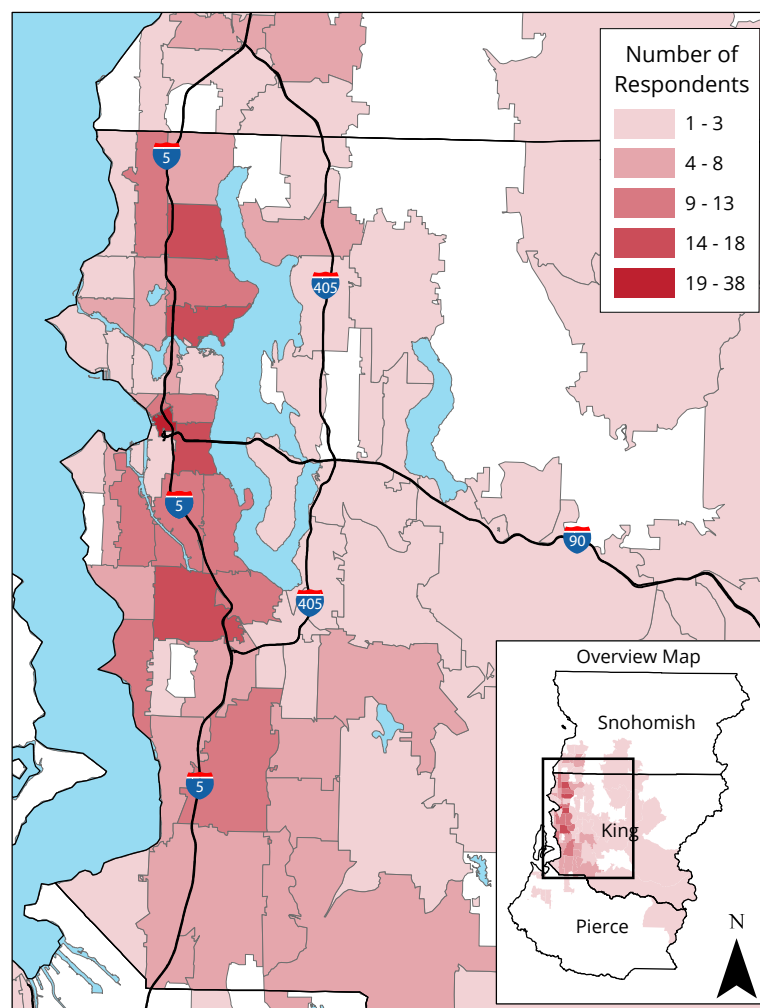 Number of
Respondents
1 - 3
4 - 8
9 - 13
14 - 18
19 - 38
5
405
5
90
405
5
Overview Map
Snohomish
King
Pierce
N